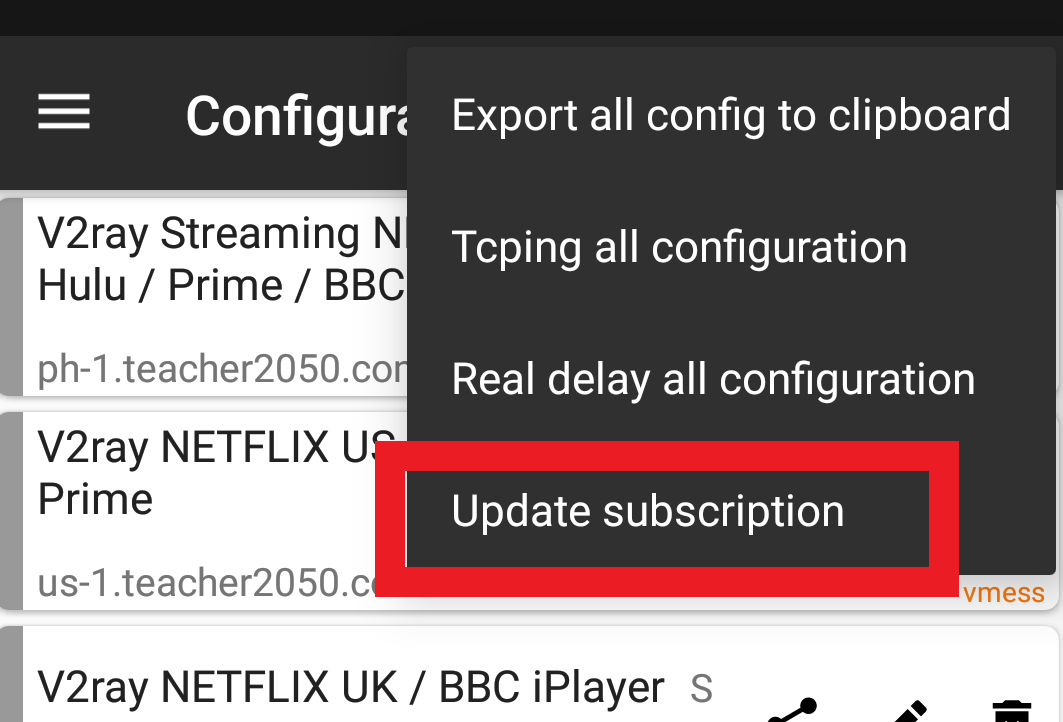 Configura
Export all config to clipboard
Tcping all configuration
Real delay all configuration
Update subscription
V2ray Streaming
Hulu / Prime / BBC
ph-1.teacher2050.com
V2ray NETFLIX US
Prime
us-1.teacher2050.c
vmess
V2ray NETFLIX UK / BBC iPlayer S